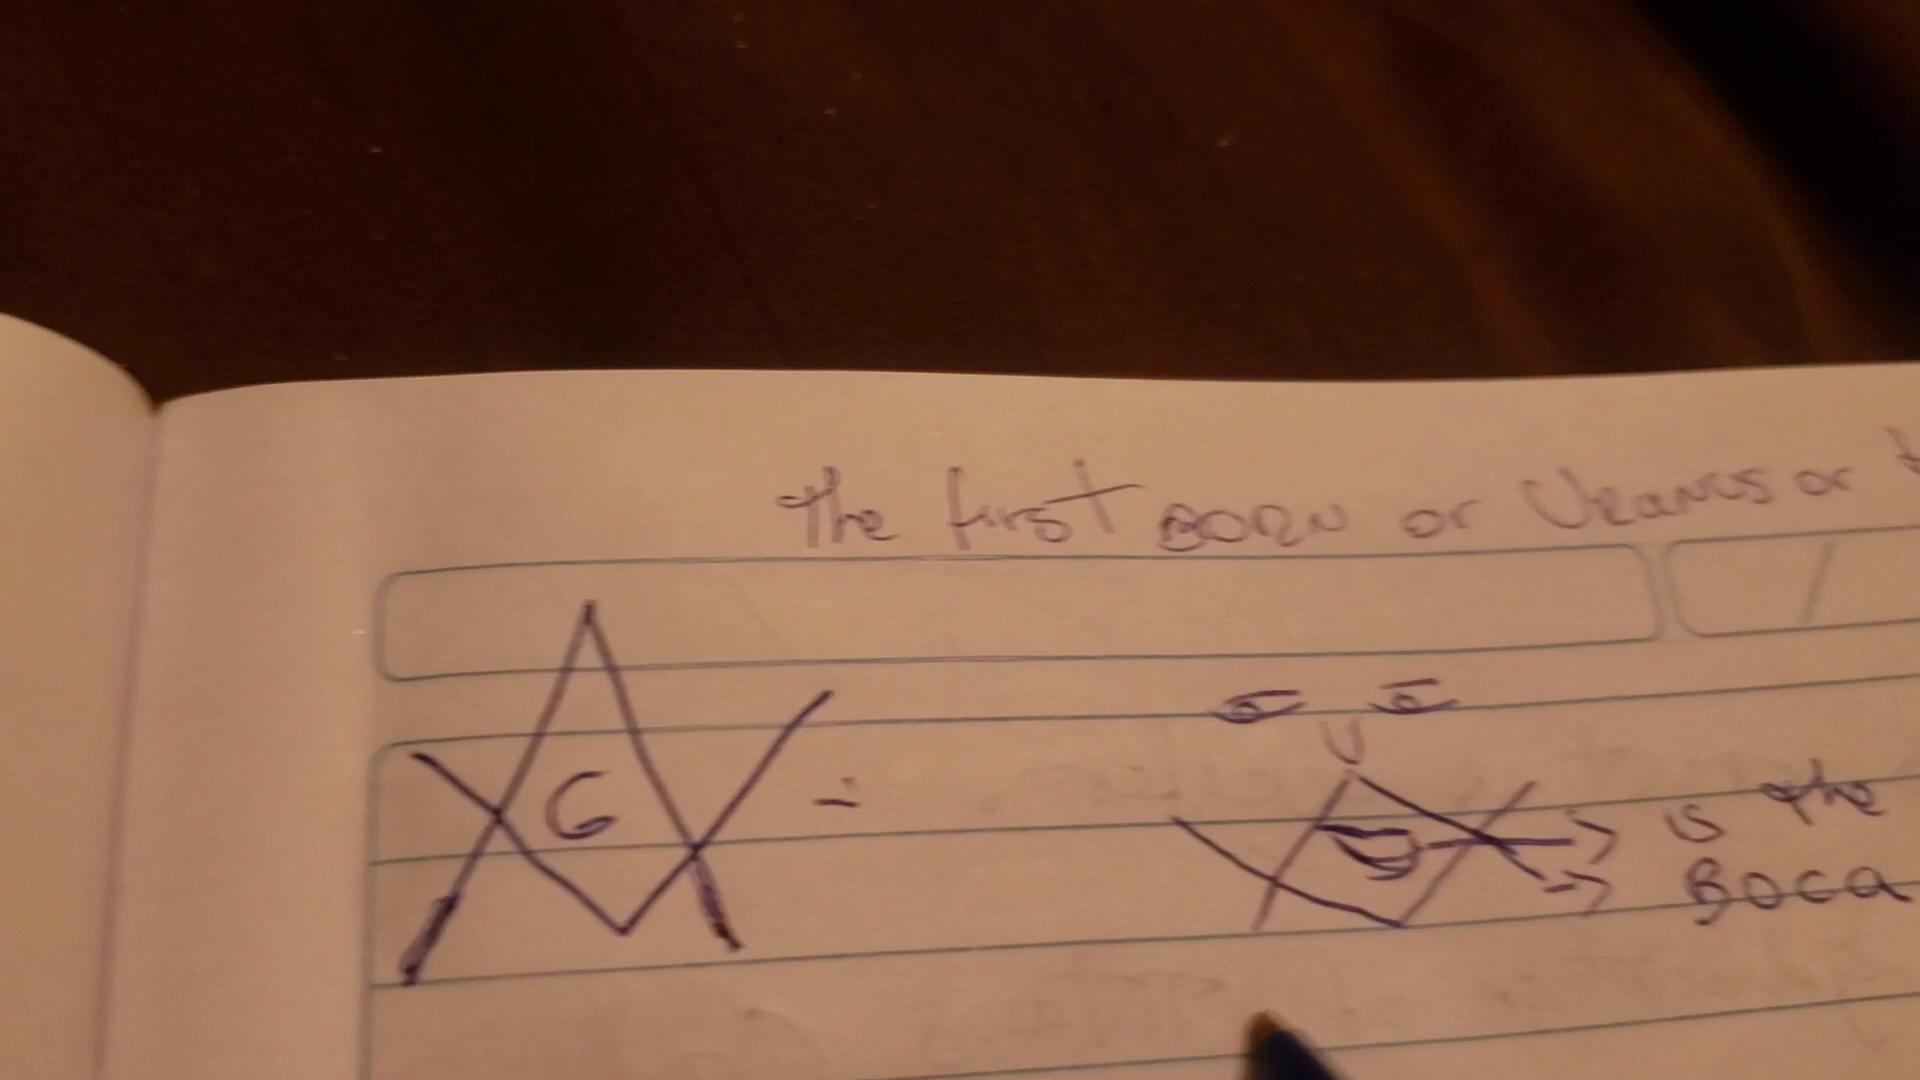 The first BORN or Uranus or
G =
is the
BOCA